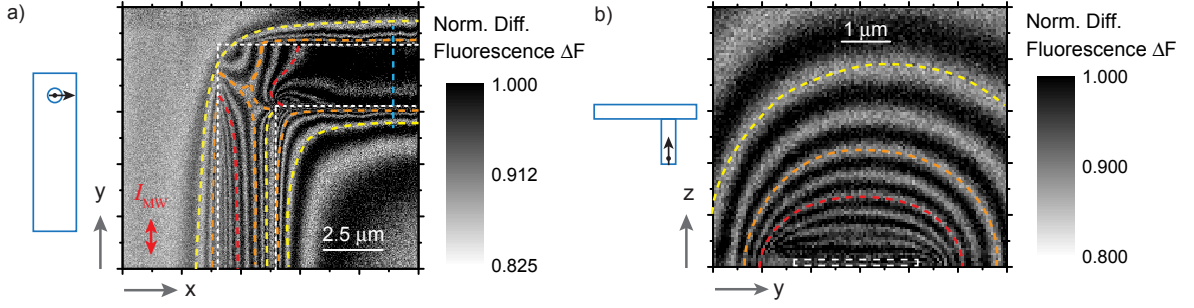 a)
I_MW
y
x
2.5 μm
Norm. Diff.
Fluorescence ΔF
1.000
0.912
0.825
b)
z
y
1 μm
Norm. Diff.
Fluorescence ΔF
1.000
0.900
0.800